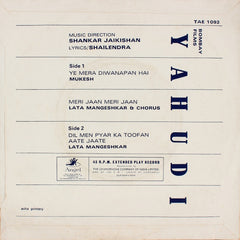 TAE 1092
BOMBAY
FILMS
YAHUDI
MUSIC DIRECTION
SHANKAR JAIKISHAN
LYRICS/SHAILENDRA
Side 1
YE MERA DIWANAPAN HAI
MUKESH
MERI JAAN MERI JAAN
LATA MANGESHKAR & CHORUS
Side 2
DIL MEN PYAR KA TOOFAN
AATE JAATE
LATA MANGESHKAR
Angel
45 R.P.M. EXTENDED PLAY RECORD